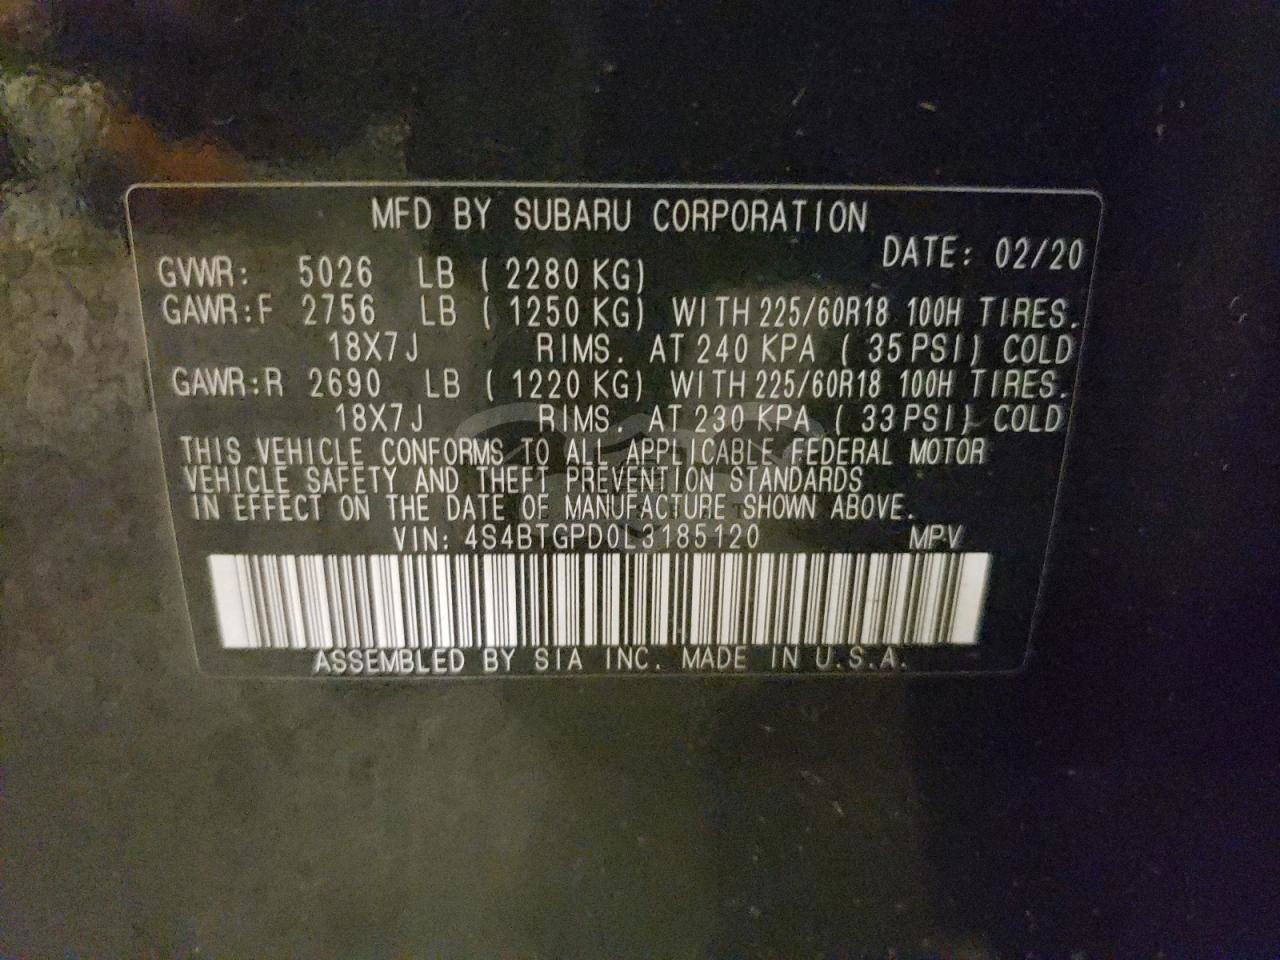 MFD BY SUBARU CORPORATION
DATE: 02/20
GVWR: 5026 LB ( 2280 KG)
GAWR:F 2756 LB ( 1250 KG) WITH 225/60R18 100H TIRES.
18X7J RIMS. AT 240 KPA ( 35 PSI) COLD
GAWR:R 2690 LB ( 1220 KG) WITH 225/60R18 100H TIRES.
18X7J RIMS. AT 230 KPA ( 33 PSI) COLD
THIS VEHICLE CONFORMS TO ALL APPLICABLE FEDERAL MOTOR
VEHICLE SAFETY AND THEFT PREVENTION STANDARDS
IN EFFECT ON THE DATE OF MANUFACTURE SHOWN ABOVE.
VIN: 4S4BTGPD0L3185120 MPV
ASSEMBLED BY SIA INC. MADE IN U.S.A.